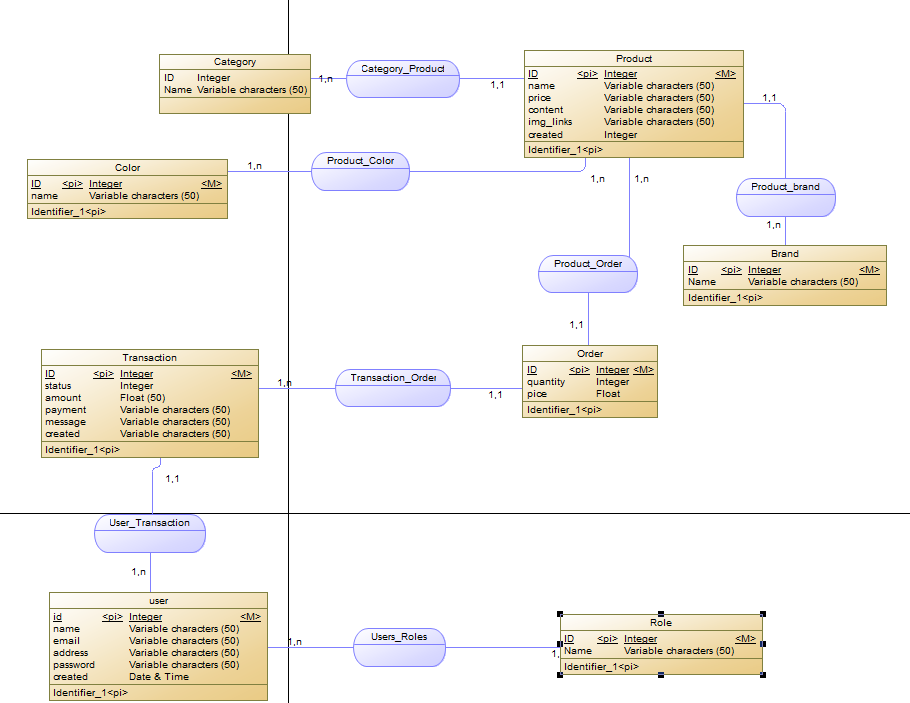 Category
ID Integer
Name Variable characters (50)
1,n
Category_Product
1,1
Product
ID <pi> Integer <M>
name Variable characters (50)
price Variable characters (50)
content Variable characters (50)
img_links Variable characters (50)
created Integer
Identifier_1<pi>
1,1
Product_brand
1,n
Brand
ID <pi> Integer <M>
Name Variable characters (50)
Identifier_1<pi>
Color
ID <pi> Integer <M>
name Variable characters (50)
Identifier_1<pi>
1,n
Product_Color
1,n
1,n
Product_Order
1,1
Order
ID <pi> Integer <M>
quantity Integer
pice Float
Identifier_1<pi>
Transaction
ID <pi> Integer <M>
status Integer
amount Float (50)
payment Variable characters (50)
message Variable characters (50)
created Variable characters (50)
Identifier_1<pi>
1,n
Transaction_Order
1,1
1,1
User_Transaction
1,n
user
id <pi> Integer <M>
name Variable characters (50)
email Variable characters (50)
address Variable characters (50)
password Variable characters (50)
created Date & Time
Identifier_1<pi>
1,n
Users_Roles
1,
Role
ID <pi> Integer <M>
Name Variable characters (50)
Identifier_1<pi>